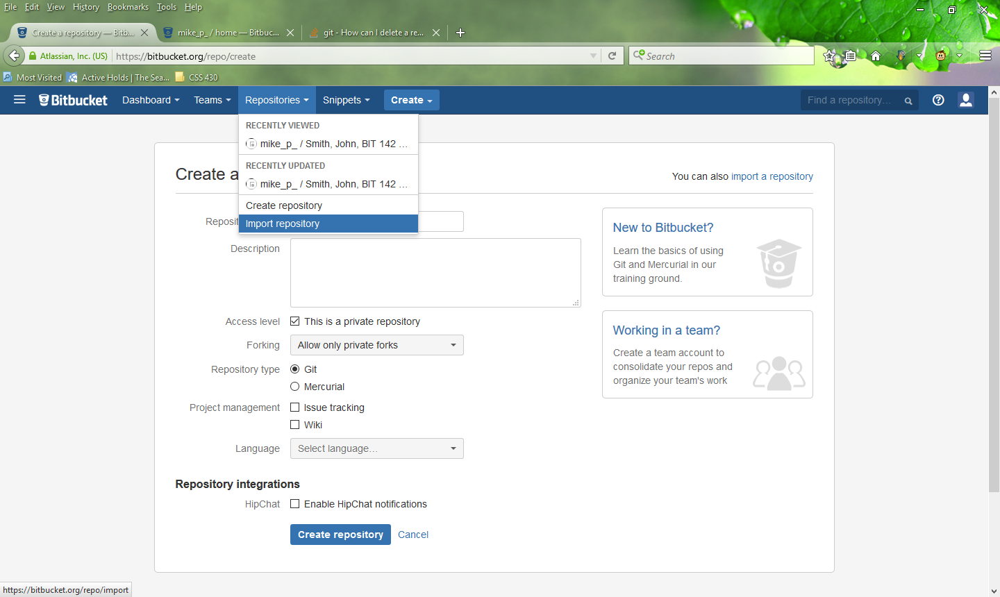 File Edit View History Bookmarks Tools Help
Create a repository — Bitb... mike_p_ / home — Bitbuc... git - How can I delete a re...
Atlassian, Inc. (US) https://bitbucket.org/repo/create Search
Most Visited Active Holds | The Sea... CSS 430
Bitbucket Dashboard Teams Repositories Snippets Create Find a repository...
RECENTLY VIEWED
mike_p_ / Smith, John, BIT 142 ...
RECENTLY UPDATED
mike_p_ / Smith, John, BIT 142 ...
Create repository
Import repository
Create a
You can also import a repository
Reposit
Description
Access level This is a private repository
Forking Allow only private forks
Repository type Git
Mercurial
Project management Issue tracking
Wiki
Language Select language...
Repository integrations
HipChat Enable HipChat notifications
Create repository Cancel
New to Bitbucket?
Learn the basics of using
Git and Mercurial in our
training ground.
Working in a team?
Create a team account to
consolidate your repos and
organize your team's work
https://bitbucket.org/repo/import